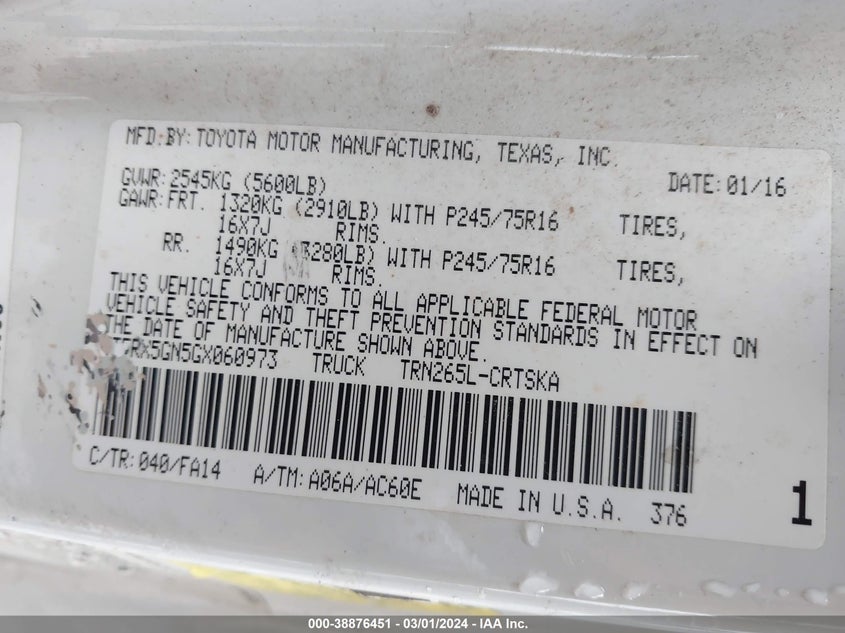 MFD.BY: TOYOTA MOTOR MANUFACTURING, TEXAS, INC.
DATE: 01/16
GVWR: 2545KG (5600LB)
GAWR: FRT. 1320KG (2910LB) WITH P245/75R16 TIRES,
16X7J RIMS.
RR. 1490KG (3280LB) WITH P245/75R16 TIRES,
16X7J RIMS.
THIS VEHICLE CONFORMS TO ALL APPLICABLE FEDERAL MOTOR
VEHICLE SAFETY AND THEFT PREVENTION STANDARDS IN EFFECT ON
THE DATE OF MANUFACTURE SHOWN ABOVE.
RX5GN5GX060973 TRUCK TRN265L-CRTSKA
C/TR: 040/FA14 A/TM: A06A/AC60E MADE IN U.S.A. 376
1
000-38876451 - 03/01/2024 - IAA Inc.